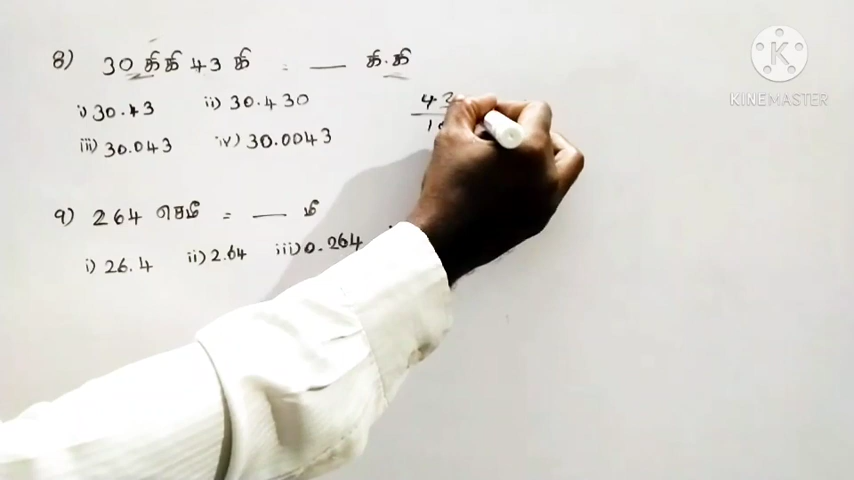 8) 30 கிகி 43 கி = ___ கி.கி
i) 30.43 ii) 30.430
iii) 30.043 iv) 30.0043
43
9) 264 செமீ = ___ மீ
i) 26.4 ii) 2.64 iii) 0.264
KINEMASTER